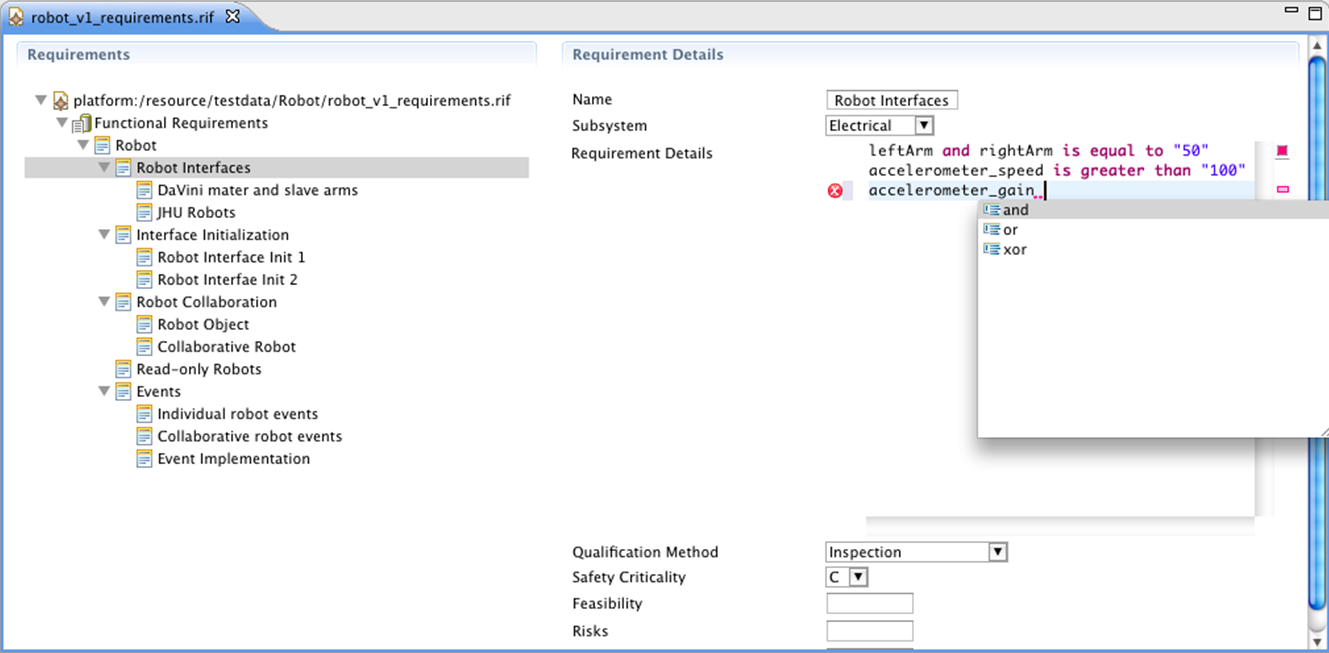 robot_v1_requirements.rif
Requirements
platform:/resource/testdata/Robot/robot_v1_requirements.rif
Functional Requirements
Robot
Robot Interfaces
DaVini mater and slave arms
JHU Robots
Interface Initialization
Robot Interface Init 1
Robot Interfae Init 2
Robot Collaboration
Robot Object
Collaborative Robot
Read-only Robots
Events
Individual robot events
Collaborative robot events
Event Implementation
Requirement Details
Name Robot Interfaces
Subsystem Electrical
Requirement Details
leftArm and rightArm is equal to "50"
accelerometer_speed is greater than "100"
accelerometer_gain
and
or
xor
Qualification Method Inspection
Safety Criticality C
Feasibility
Risks